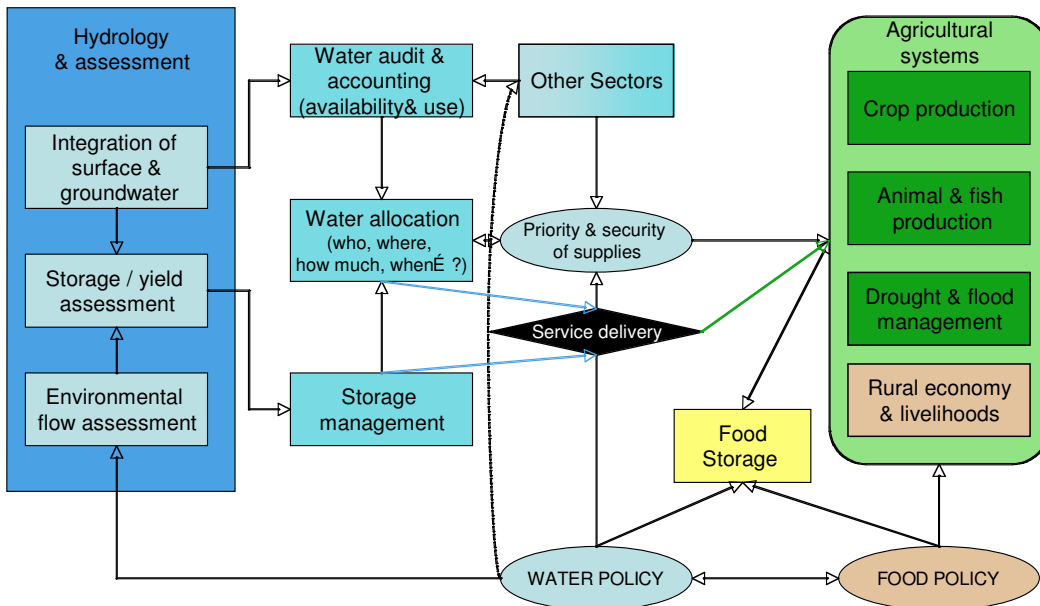 Hydrology
& assessment
Integration of
surface &
groundwater
Storage / yield
assessment
Environmental
flow assessment
Water audit &
accounting
(availability& use)
Water allocation
(who, where,
how much, whenÉ ?)
Storage
management
Other Sectors
Priority & security
of supplies
Service delivery
Food
Storage
WATER POLICY
FOOD POLICY
Agricultural
systems
Crop production
Animal & fish
production
Drought & flood
management
Rural economy
& livelihoods